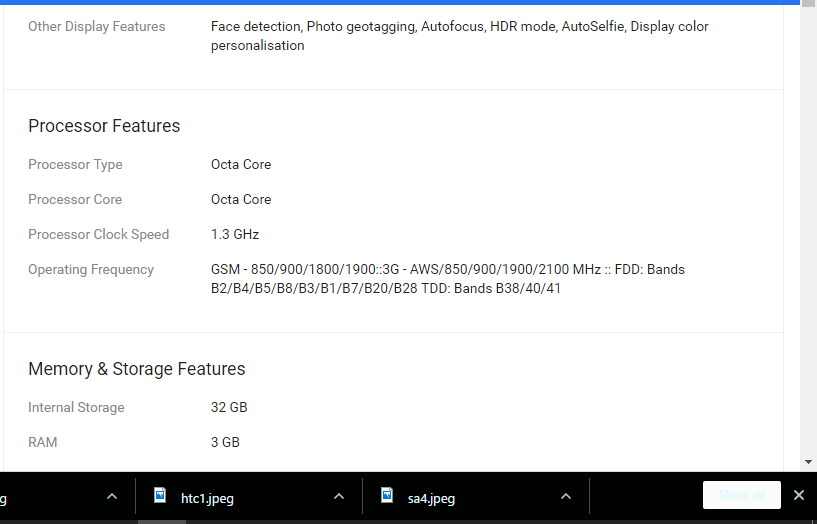 Other Display Features Face detection, Photo geotagging, Autofocus, HDR mode, AutoSelfie, Display color
personalisation
Processor Features
Processor Type Octa Core
Processor Core Octa Core
Processor Clock Speed 1.3 GHz
Operating Frequency GSM - 850/900/1800/1900::3G - AWS/850/900/1900/2100 MHz :: FDD: Bands
B2/B4/B5/B8/B3/B1/B7/B20/B28 TDD: Bands B38/40/41
Memory & Storage Features
Internal Storage 32 GB
RAM 3 GB
g htc1.jpeg sa4.jpeg Show all